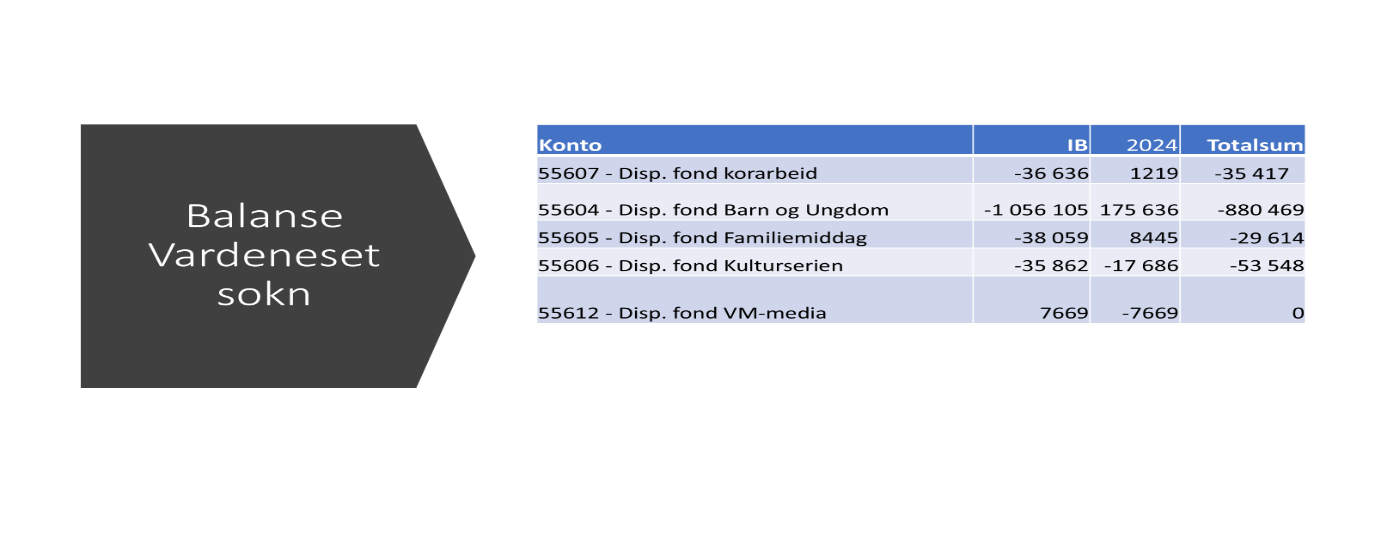 Balanse
Vardeneset
sokn
Konto IB 2024 Totalsum
55607 - Disp. fond korarbeid -36 636 1219 -35 417
55604 - Disp. fond Barn og Ungdom -1 056 105 175 636 -880 469
55605 - Disp. fond Familiemiddag -38 059 8445 -29 614
55606 - Disp. fond Kulturserien -35 862 -17 686 -53 548
55612 - Disp. fond VM-media 7669 -7669 0